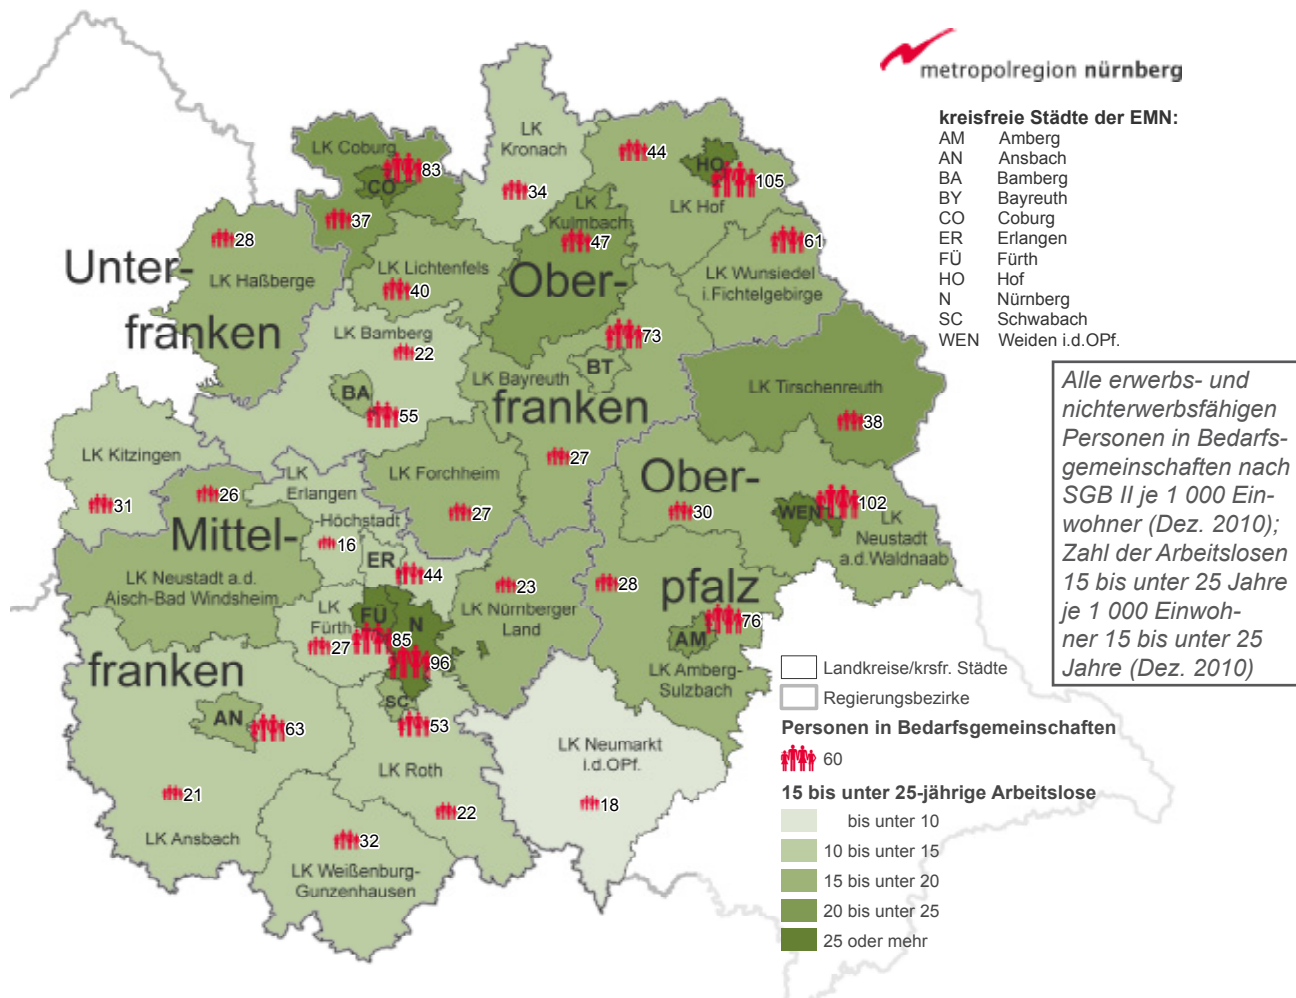 metropolregion nürnberg
kreisfreie Städte der EMN:
AM Amberg
AN Ansbach
BA Bamberg
BY Bayreuth
CO Coburg
ER Erlangen
FÜ Fürth
HO Hof
N Nürnberg
SC Schwabach
WEN Weiden i.d.OPf.
Alle erwerbs- und
nichterwerbsfähigen
Personen in Bedarfs-
gemeinschaften nach
SGB II je 1 000 Ein-
wohner (Dez. 2010);
Zahl der Arbeitslosen
15 bis unter 25 Jahre
je 1 000 Einwoh-
ner 15 bis unter 25
Jahre (Dez. 2010)
LK Coburg
83
CO
37
LK
Kronach
34
44
HO
105
LK Hof
LK
Kulmbach
47
61
LK Wunsiedel
i.Fichtelgebirge
28
LK Haßberge
Unter-
franken
LK Lichtenfels
40
Ober-
franken
LK Bamberg
22
BA
55
73
BT
LK Bayreuth
27
LK Tirschenreuth
38
LK Kitzingen
31
26
Mittel-
franken
LK
Erlangen
-Höchstadt
16
LK Forchheim
27
Ober-
pfalz
30
WEN
102
LK
Neustadt
a.d.Waldnaab
LK Neustadt a.d.
Aisch-Bad Windsheim
ER
44
23
LK Nürnberger
Land
28
76
AM
LK Amberg-
Sulzbach
LK
Fürth
27
FÜ
85
N
96
SC
53
AN
63
LK Roth
22
LK Neumarkt
i.d.OPf.
18
21
LK Ansbach
32
LK Weißenburg-
Gunzenhausen
Landkreise/krsfr. Städte
Regierungsbezirke
Personen in Bedarfsgemeinschaften
60
15 bis unter 25-jährige Arbeitslose
bis unter 10
10 bis unter 15
15 bis unter 20
20 bis unter 25
25 oder mehr